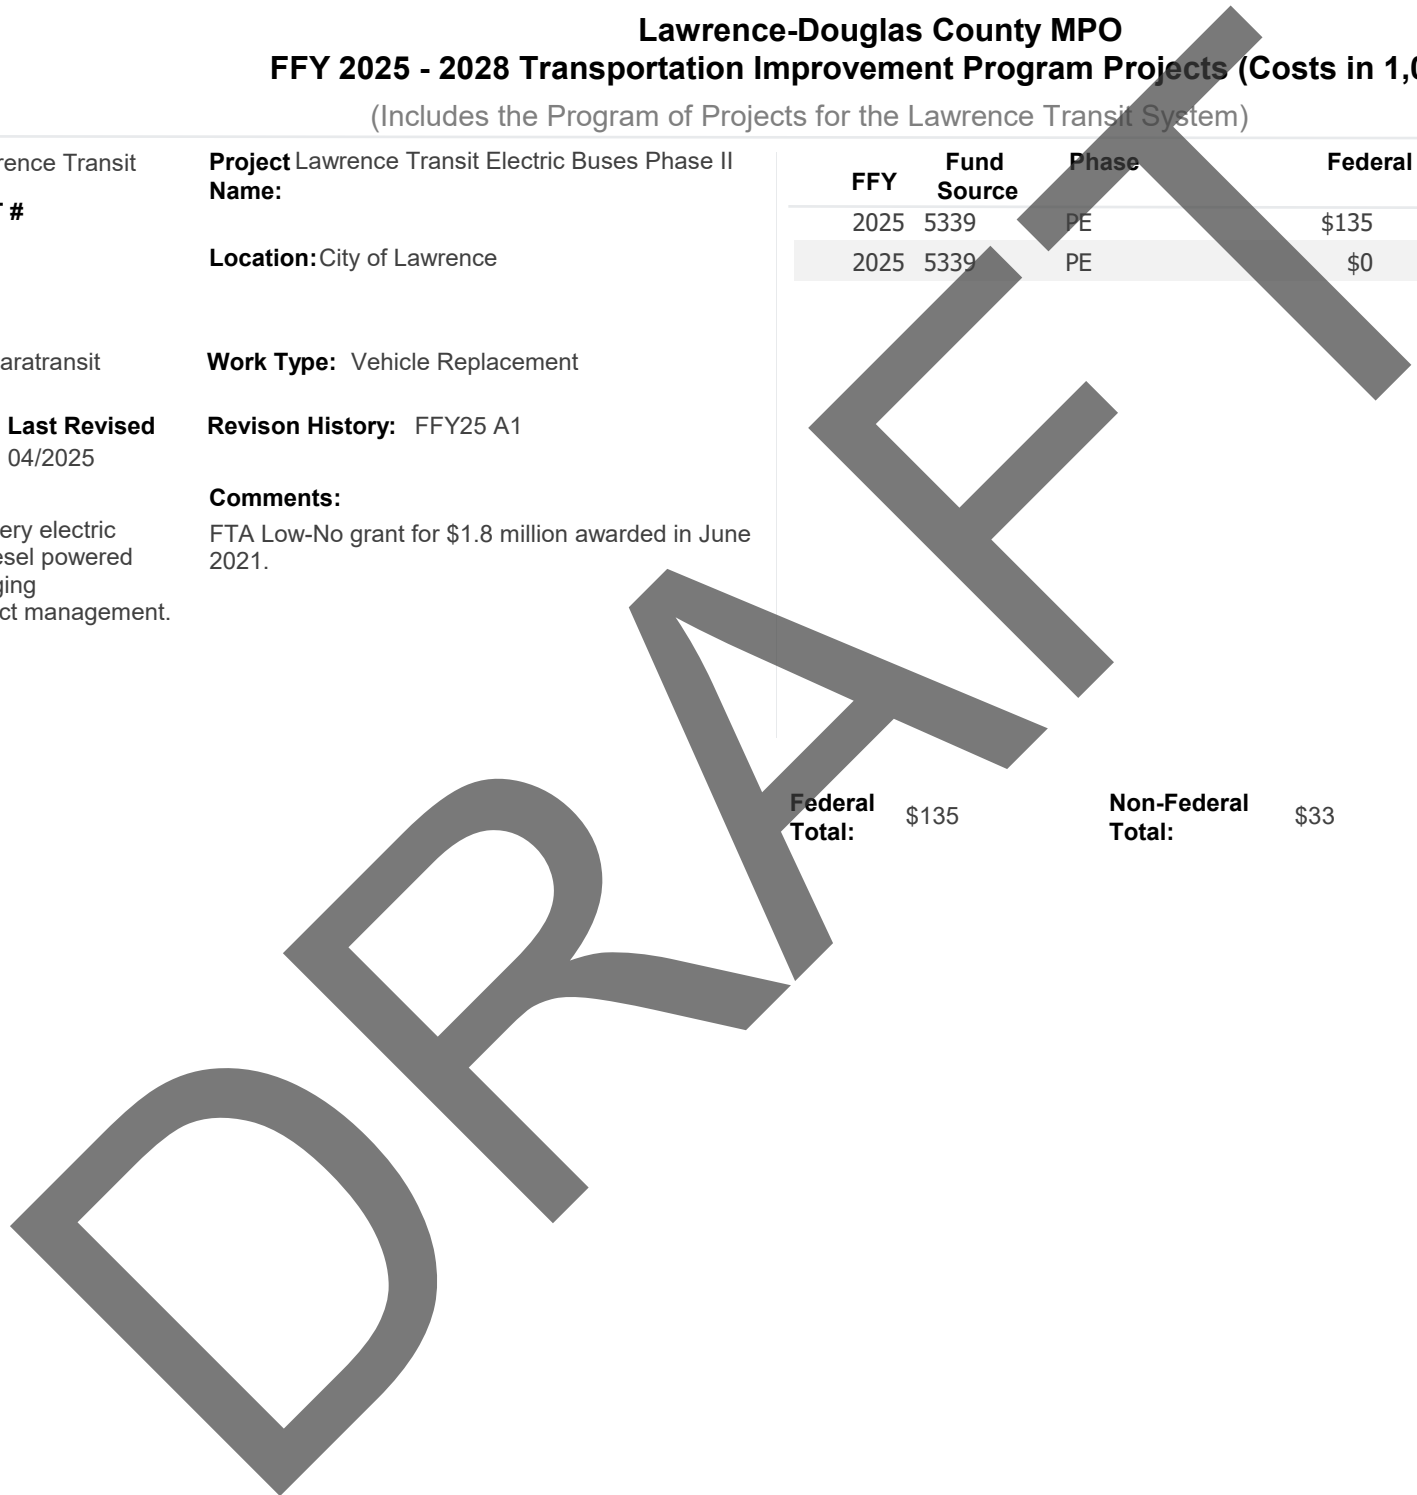 Lawrence-Douglas County MPO
FFY 2025 - 2028 Transportation Improvement Program Projects (Costs in 1,0
(Includes the Program of Projects for the Lawrence Transit System)
rence Transit
#
Project Lawrence Transit Electric Buses Phase II
Name:
Location: City of Lawrence
aratransit
Work Type: Vehicle Replacement
Last Revised
04/2025
Revison History: FFY25 A1
Comments:
FTA Low-No grant for $1.8 million awarded in June
2021.
ery electric
esel powered
ging
ct management.
FFY Fund Source Phase Federal
2025 5339 PE $135
2025 5339 PE $0
Federal Total: $135 Non-Federal Total: $33
DRAFT